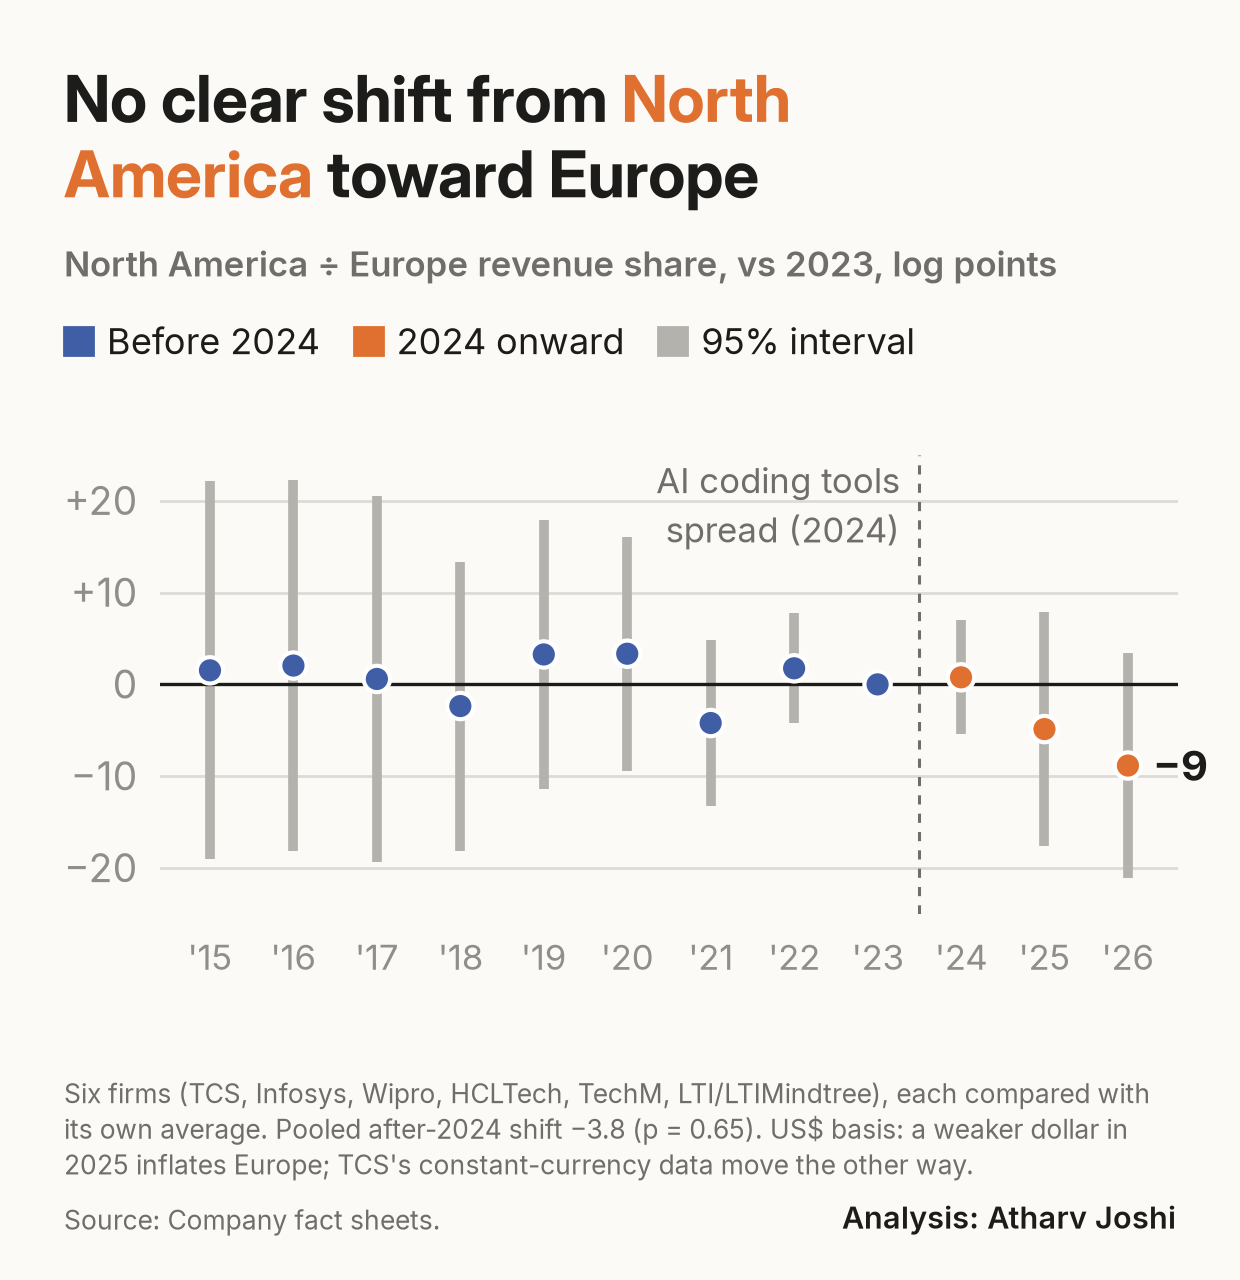 No clear shift from North
America toward Europe
North America ÷ Europe revenue share, vs 2023, log points
Before 2024 2024 onward 95% interval
AI coding tools
spread (2024)
+20
+10
0
−10
−20
−9
'15 '16 '17 '18 '19 '20 '21 '22 '23 '24 '25 '26
Six firms (TCS, Infosys, Wipro, HCLTech, TechM, LTI/LTIMindtree), each compared with
its own average. Pooled after-2024 shift −3.8 (p = 0.65). US$ basis: a weaker dollar in
2025 inflates Europe; TCS's constant-currency data move the other way.
Source: Company fact sheets.
Analysis: Atharv Joshi